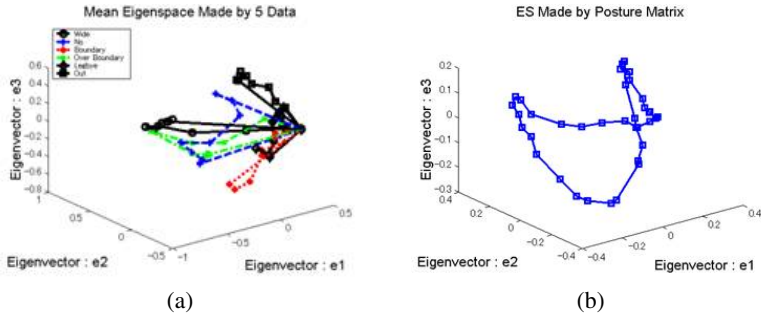 Mean Eigenspace Made by 5 Data
Wide
No
Boundary
Over Boundary
Out
Eigenvector : e3
0.6
0.4
0.2
0
-0.2
-0.4
-0.6
-0.8
1
0.5
0
-0.5
-1
-0.5
0
0.5
Eigenvector : e2
Eigenvector : e1
(a)
ES Made by Posture Matrix
Eigenvector : e3
0.2
0.1
0
-0.1
-0.2
-0.3
0.4
0.2
0
-0.2
-0.4
-0.4
-0.2
0
0.2
0.4
Eigenvector : e2
Eigenvector : e1
(b)